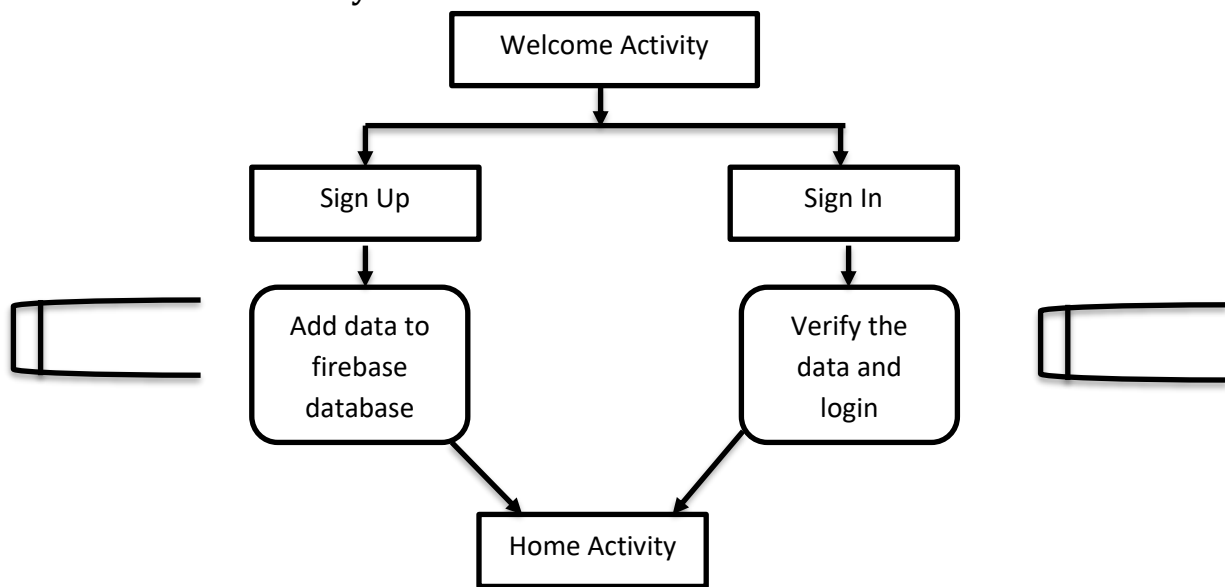 Welcome Activity
Sign Up
Sign In
Add data to
firebase
database
Verify the
data and
login
Home Activity